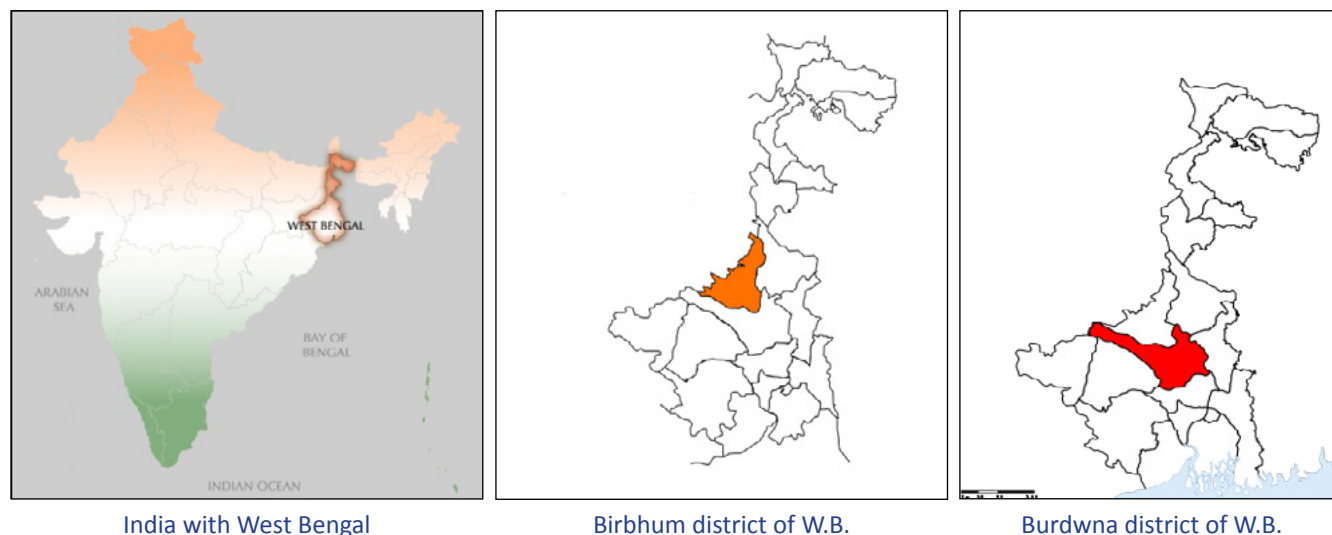 WEST BENGAL
ARABIAN
SEA
BAY OF
BENGAL
INDIAN OCEAN
India with West Bengal
Birbhum district of W.B.
Burdwna district of W.B.